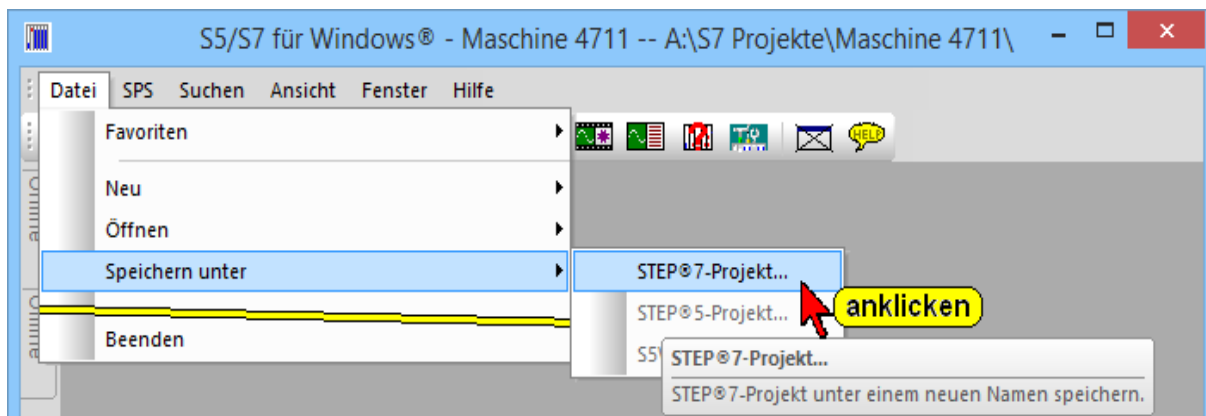 S5/S7 für Windows® - Maschine 4711 -- A:\S7 Projekte\Maschine 4711\
Datei SPS Suchen Ansicht Fenster Hilfe
Favoriten
HELP
Neu
Öffnen
Speichern unter
STEP®7-Projekt...
anklicken
STEP®5-Projekt...
Beenden
S5
STEP®7-Projekt...
STEP®7-Projekt unter einem neuen Namen speichern.